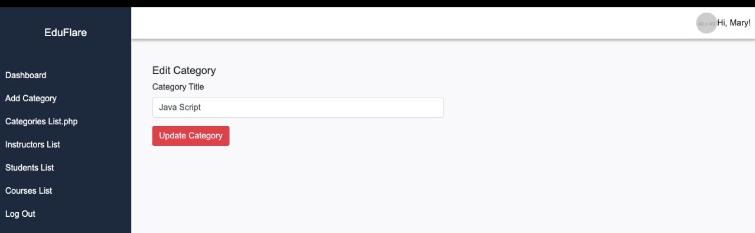 EduFlare
Hi, Mary!
Dashboard
Add Category
Categories List.php
Instructors List
Students List
Courses List
Log Out
Edit Category
Category Title
Java Script
Update Category